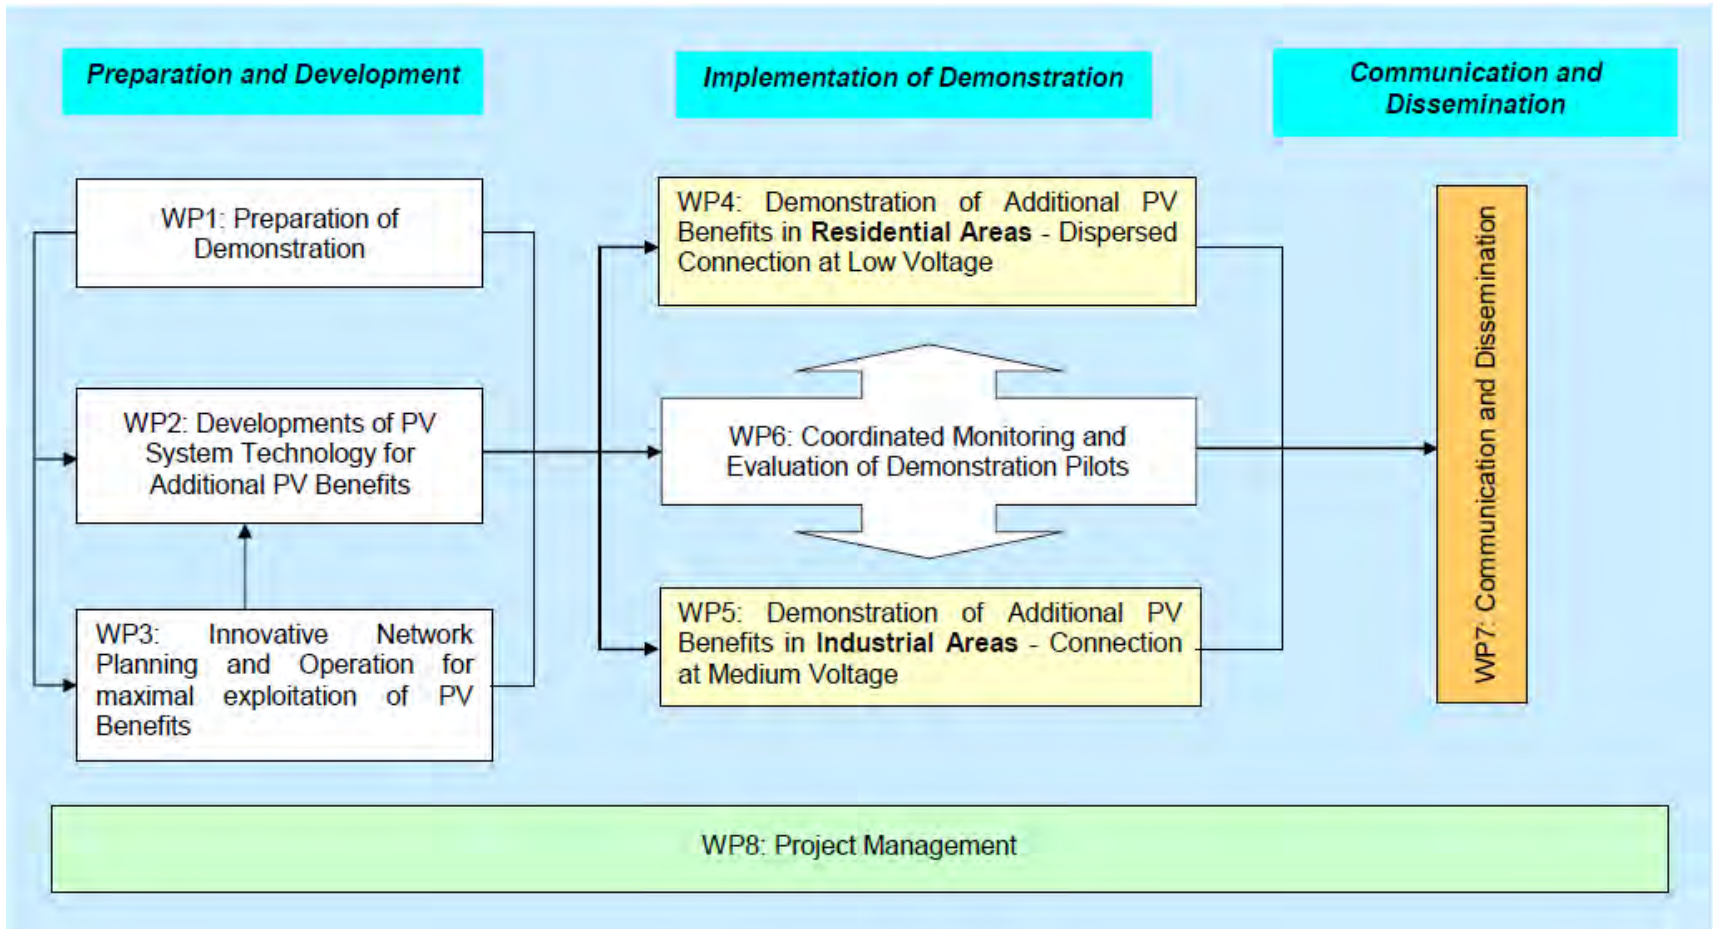 Preparation and Development
Implementation of Demonstration
Communication and
Dissemination
WP1: Preparation of
Demonstration
WP2: Developments of PV
System Technology for
Additional PV Benefits
WP3: Innovative Network
Planning and Operation for
maximal exploitation of PV
Benefits
WP4: Demonstration of Additional PV
Benefits in Residential Areas - Dispersed
Connection at Low Voltage
WP6: Coordinated Monitoring and
Evaluation of Demonstration Pilots
WP5: Demonstration of Additional PV
Benefits in Industrial Areas - Connection
at Medium Voltage
WP7: Communication and Dissemination
WP8: Project Management